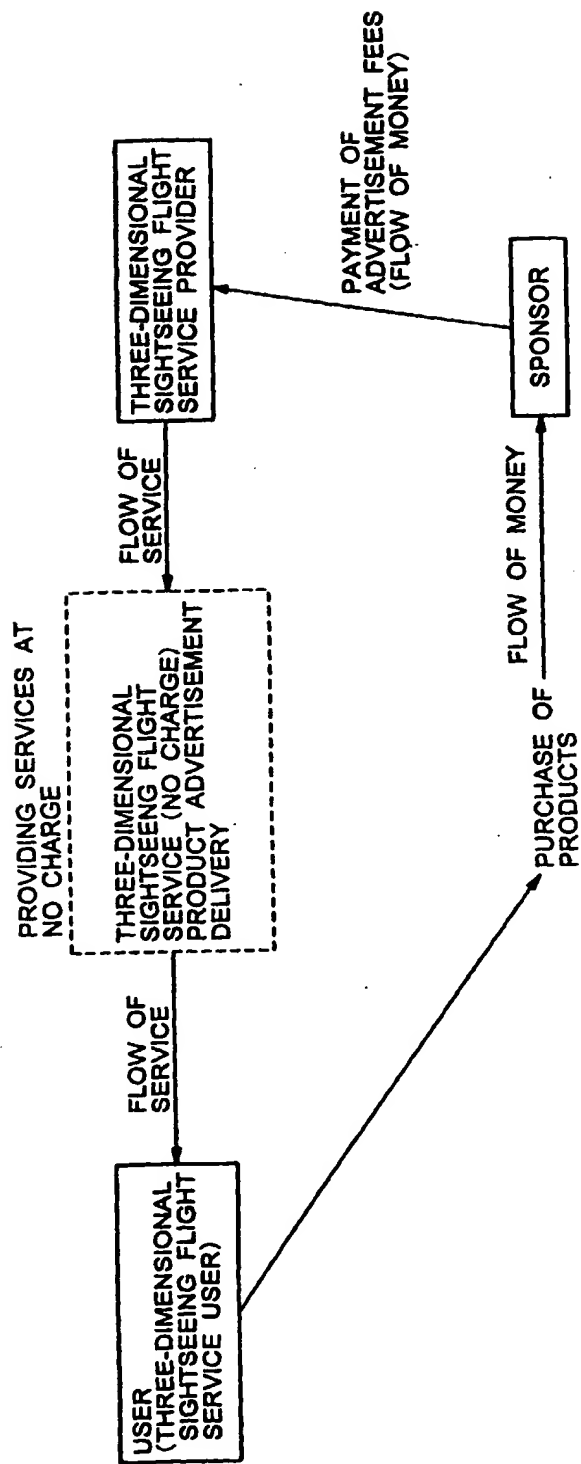 PROVIDING SERVICES AT
NO CHARGE
USER
(THREE-DIMENSIONAL
SIGHTSEEING FLIGHT
SERVICE USER)
FLOW OF
SERVICE
THREE-DIMENSIONAL
SIGHTSEENG FLIGHT
SERVICE (NO CHARGE)
PRODUCT ADVERTISEMENT
DELIVERY
FLOW OF
SERVICE
THREE-DIMENSIONAL
SIGHTSEEING FLIGHT
SERVICE PROVIDER
PAYMENT OF
ADVERTISEMENT FEES
(FLOW OF MONEY)
PURCHASE OF
PRODUCTS
FLOW OF MONEY
SPONSOR